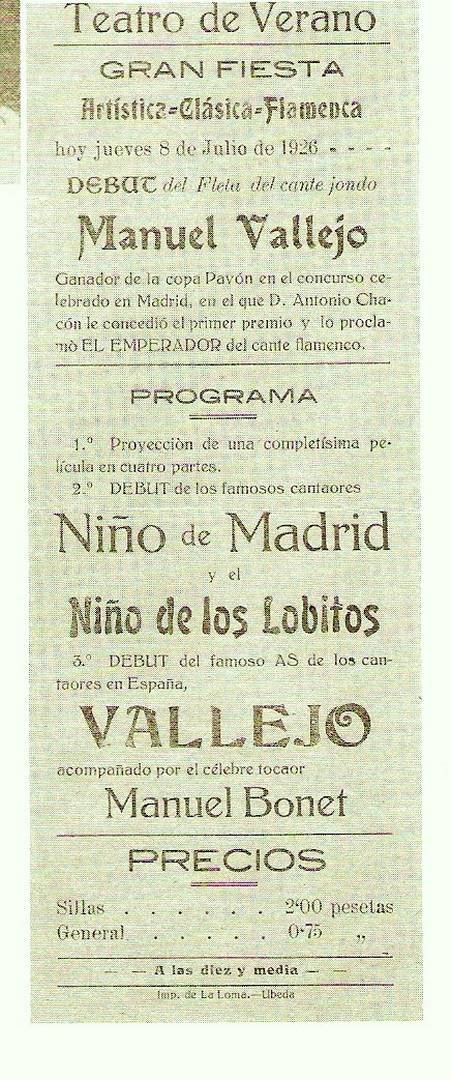 Teatro de Verano
GRAN FIESTA
Artística-Clásica-Flamenca
hoy jueves 8 de Julio de 1926 - - - -
DEBUT del Fleta del cante jondo
Manuel Vallejo
Ganador de la copa Pavón en el concurso ce-
lebrado en Madrid, en el que D. Antonio Cha-
cón le concedió el primer premio y lo procla-
mò EL EMPERADOR del cante flamenco.
PROGRAMA
1.º Proyecciòn de una completísima pe-
lícula en cuatro partes.
2.º DEBUT de los famosos cantaores
Niño de Madrid
y el
Niño de los Lobitos
3.º DEBUT del famoso AS de los can-
taores en España,
VALLEJO
acompañado por el célebre tocaor
Manuel Bonet
PRECIOS
Sillas . . . . . . 2'00 pesetas
General. . . . . . 0'75 „
— — A las diez y media — —
Imp. de La Loma.—Ubeda